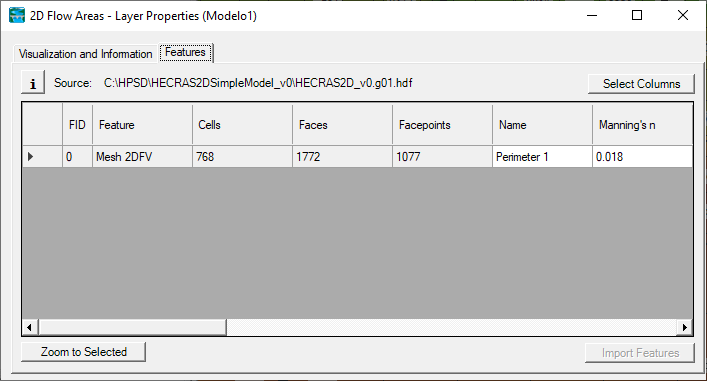 2D Flow Areas - Layer Properties (Modelo1)
Visualization and Information Features
i Source: C:\HPSD\HECRAS2DSimpleModel_v0\HECRAS2D_v0.g01.hdf Select Columns
FID Feature Cells Faces Facepoints Name Manning's n
0 Mesh 2DFV 768 1772 1077 Perimeter 1 0.018
Zoom to Selected Import Features